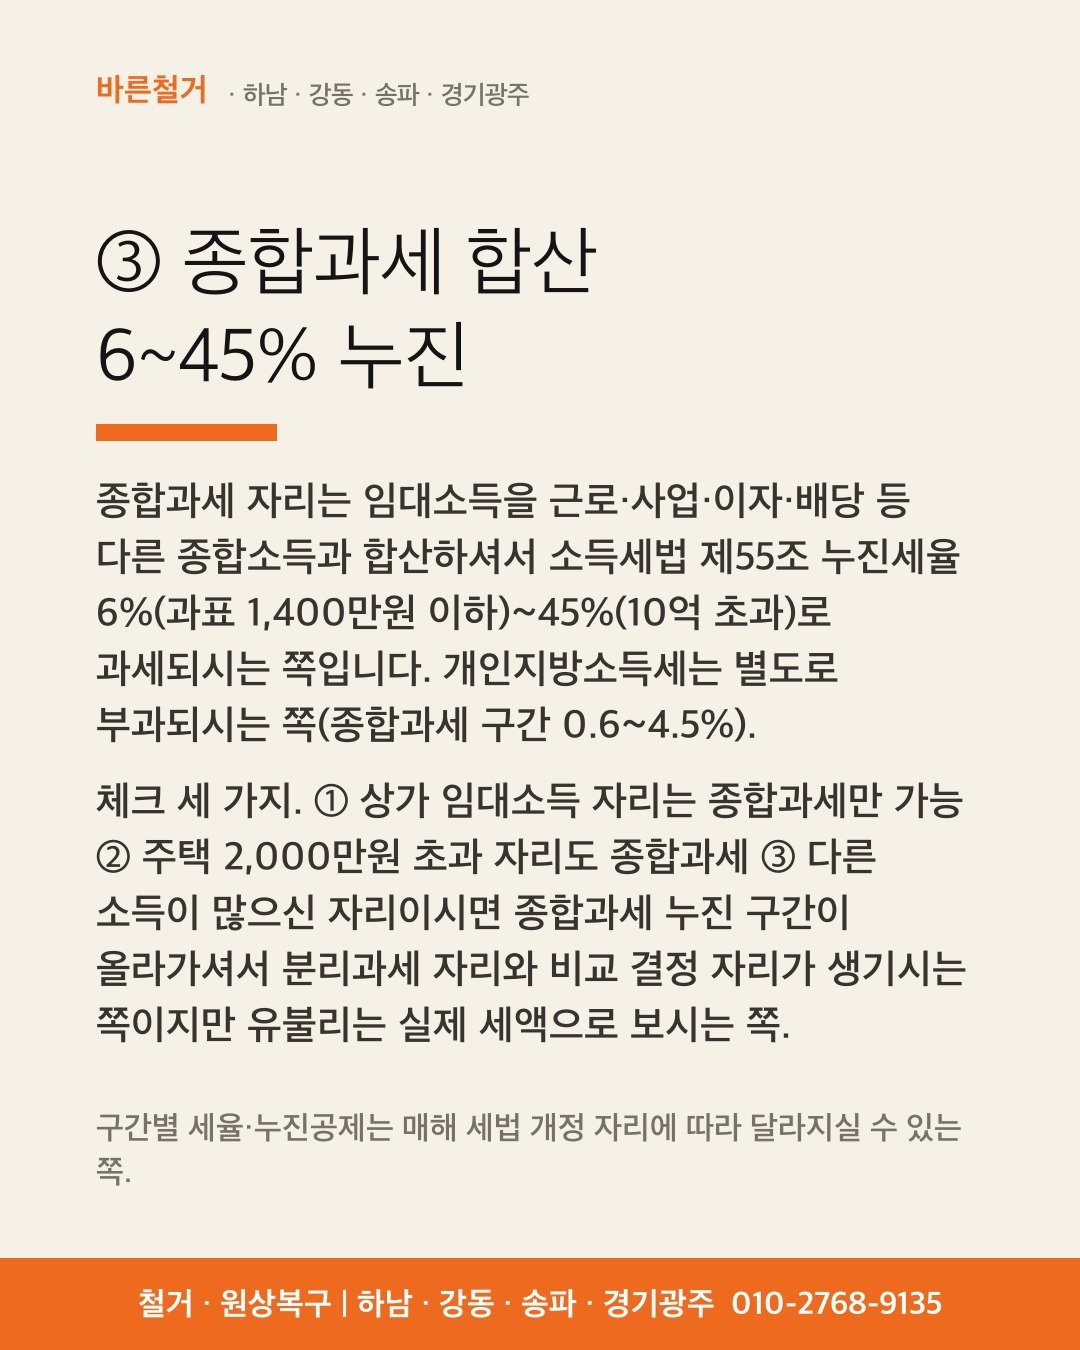 바른철거 · 하남 · 강동 · 송파 · 경기광주
③ 종합과세 합산
6~45% 누진
종합과세 자리는 임대소득을 근로·사업·이자·배당 등
다른 종합소득과 합산하셔서 소득세법 제55조 누진세율
6%(과표 1,400만원 이하)~45%(10억 초과)로
과세되시는 쪽입니다. 개인지방소득세는 별도로
부과되시는 쪽(종합과세 구간 0.6~4.5%).
체크 세 가지. ① 상가 임대소득 자리는 종합과세만 가능
② 주택 2,000만원 초과 자리도 종합과세 ③ 다른
소득이 많으신 자리이시면 종합과세 누진 구간이
올라가셔서 분리과세 자리와 비교 결정 자리가 생기시는
쪽이지만 유불리는 실제 세액으로 보시는 쪽.
구간별 세율·누진공제는 매해 세법 개정 자리에 따라 달라지실 수 있는
쪽.
철거 · 원상복구 | 하남 · 강동 · 송파 · 경기광주 010-2768-9135